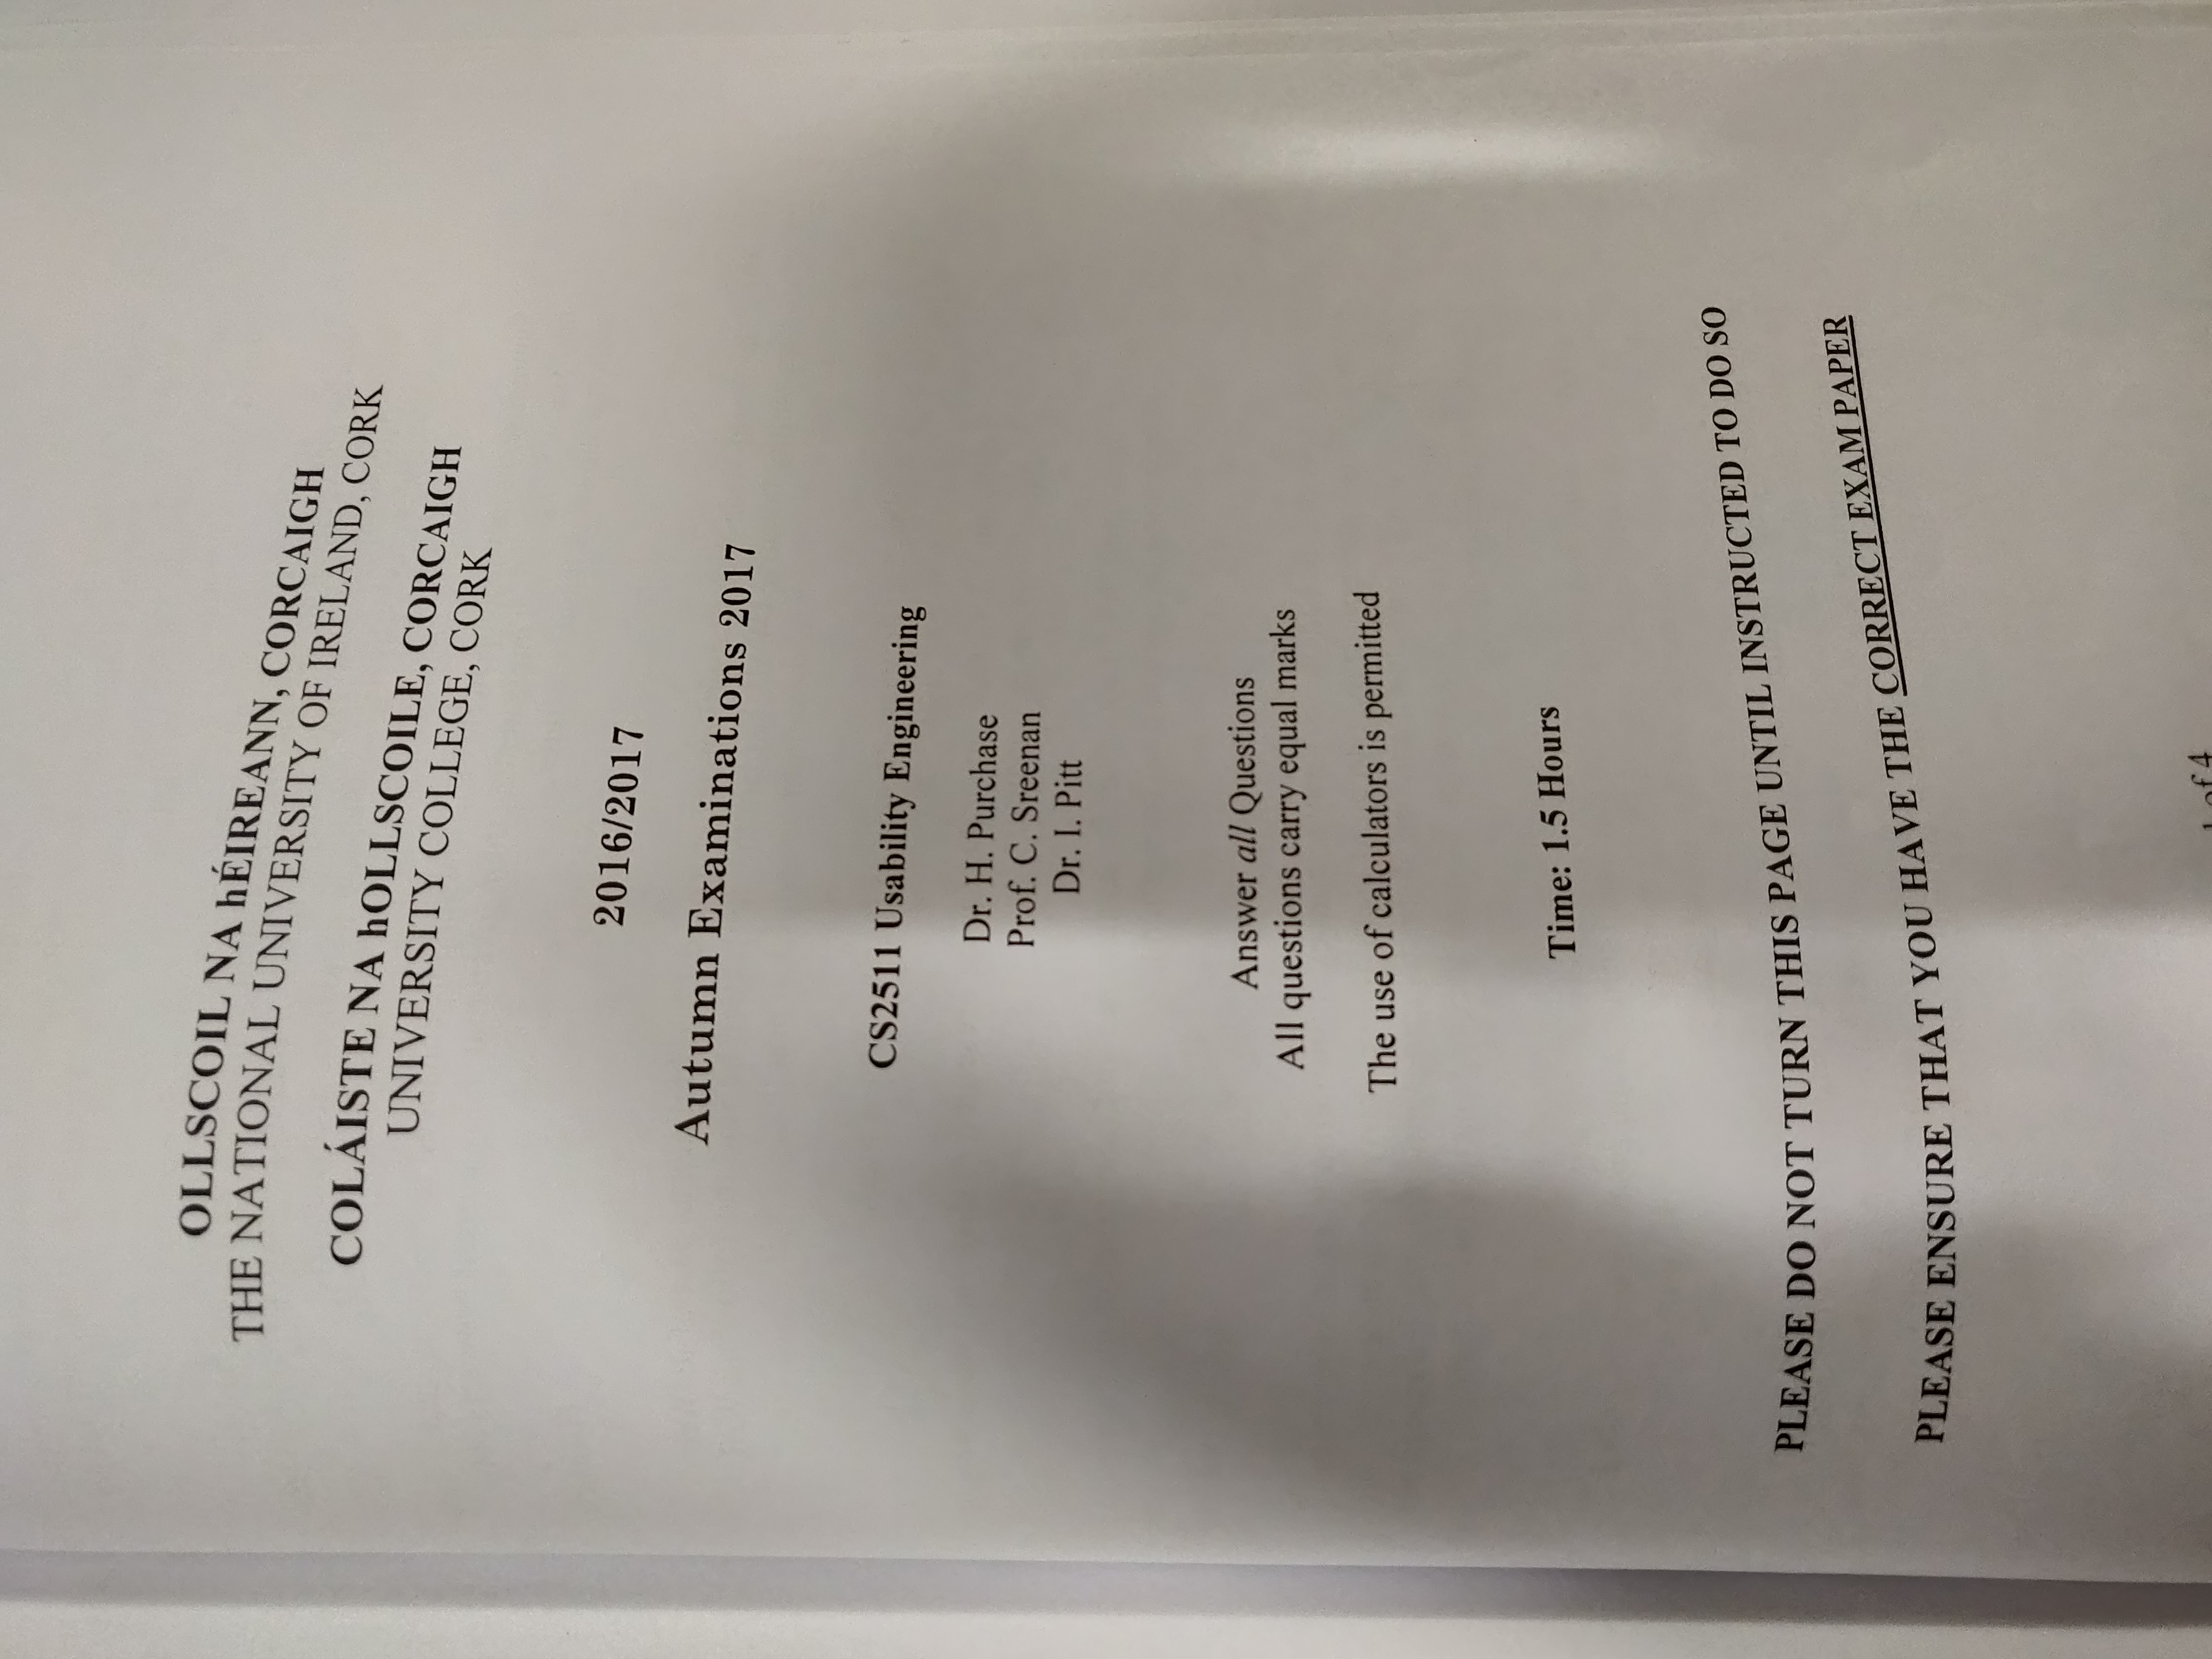 OLLSCOIL NA hÉIREANN, CORCAIGH
THE NATIONAL UNIVERSITY OF IRELAND, CORK
COLÁISTE NA hOLLSCOILE, CORCAIGH
UNIVERSITY COLLEGE, CORK
2016/2017
Autumn Examinations 2017
CS2511 Usability Engineering
Dr. H. Purchase
Prof. C. Sreenan
Dr. I. Pitt
Answer all Questions
All questions carry equal marks
The use of calculators is permitted
Time: 1.5 Hours
PLEASE DO NOT TURN THIS PAGE UNTIL INSTRUCTED TO DO SO
PLEASE ENSURE THAT YOU HAVE THE CORRECT EXAM PAPER
1 of 4